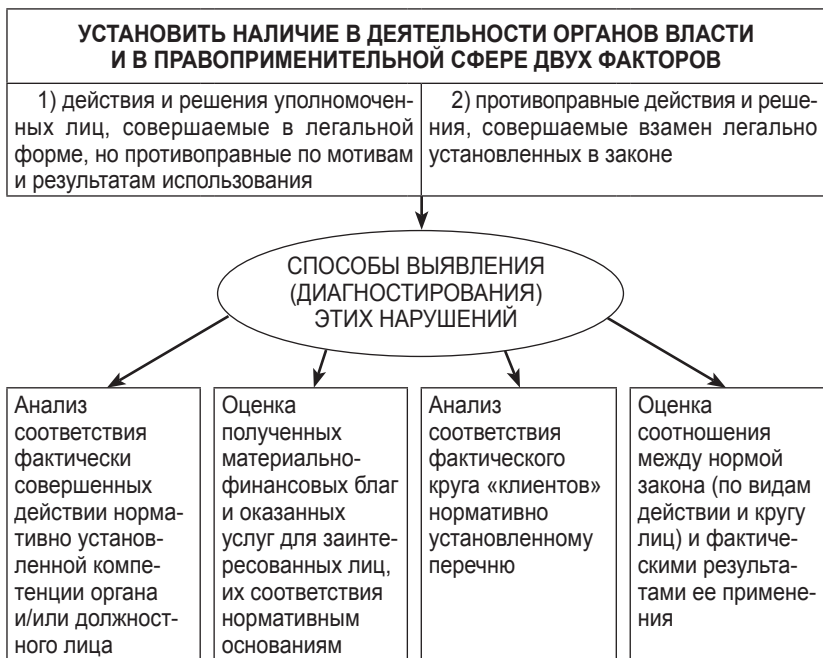 УСТАНОВИТЬ НАЛИЧИЕ В ДЕЯТЕЛЬНОСТИ ОРГАНОВ ВЛАСТИ
И В ПРАВОПРИМЕНИТЕЛЬНОЙ СФЕРЕ ДВУХ ФАКТОРОВ
1) действия и решения уполномочен-
ных лиц, совершаемые в легальной
форме, но противоправные по мотивам
и результатам использования
2) противоправные действия и реше-
ния, совершаемые взамен легально
установленных в законе
СПОСОБЫ ВЫЯВЛЕНИЯ
(ДИАГНОСТИРОВАНИЯ)
ЭТИХ НАРУШЕНИЙ
Анализ
соответствия
фактически
совершенных
действии норма-
тивно установ-
ленной компе-
тенции органа
и/или должност-
ного лица
Оценка
полученных
материально-
финансовых благ
и оказанных
услуг для заинте-
ресованных лиц,
их соответствия
нормативным
основаниям
Анализ
соответствия
фактического
круга «клиентов»
нормативно
установленному
перечню
Оценка
соотношения
между нормой
закона (по видам
действии и кругу
лиц) и фактиче-
скими результа-
тами ее примене-
ния